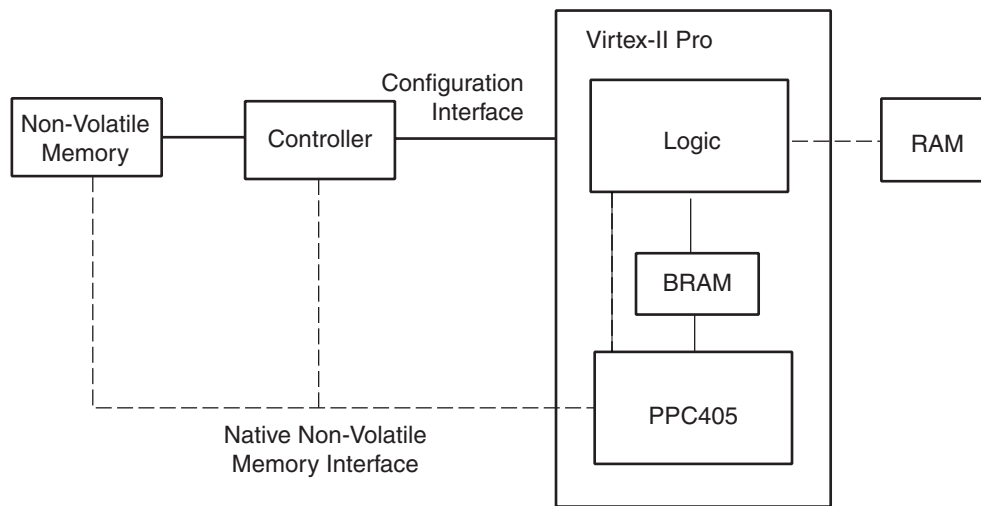 Virtex-II Pro
Configuration
Interface
Non-Volatile
Memory
Controller
Logic
RAM
BRAM
PPC405
Native Non-Volatile
Memory Interface